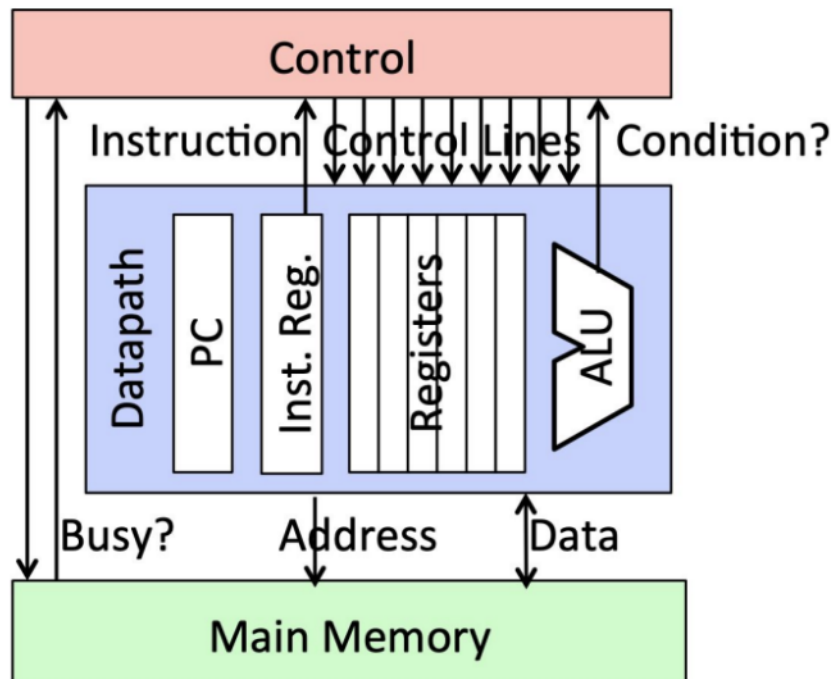 Control
Instruction Control Lines Condition?
Datapath
PC
Inst. Reg.
Registers
ALU
Busy? Address Data
Main Memory